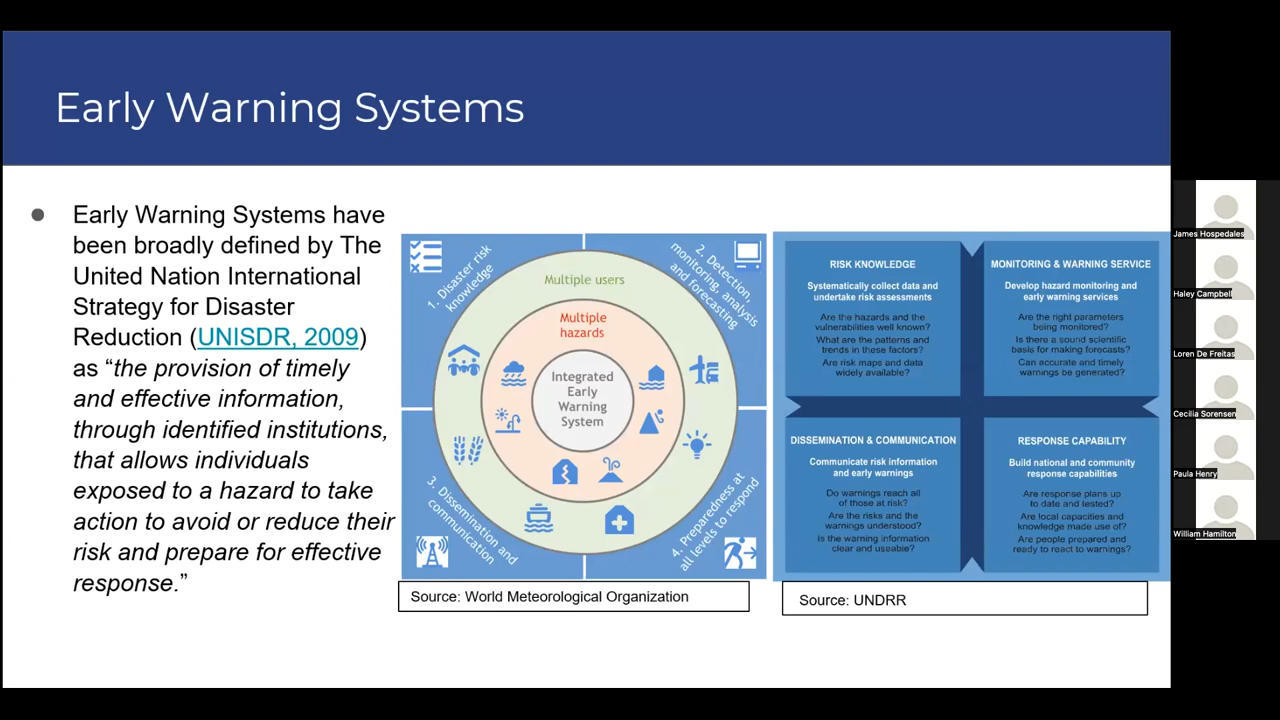 Early Warning Systems
Early Warning Systems have
been broadly defined by The
United Nation International
Strategy for Disaster
Reduction (UNISDR, 2009)
as “the provision of timely
and effective information,
through identified institutions,
that allows individuals
exposed to a hazard to take
action to avoid or reduce their
risk and prepare for effective
response.”
1. Disaster risk
knowledge
2. Detection,
monitoring, analysis
and forecasting
Multiple users
Multiple
hazards
Integrated
Early
Warning
System
3. Dissemination and
communication
4. Preparedness at
all levels to respond
Source: World Meteorological Organization
RISK KNOWLEDGE
Systematically collect data and
undertake risk assessments
Are the hazards and the
vulnerabilities well known?
What are the patterns and
trends in these factors?
Are risk maps and data
widely available?
MONITORING & WARNING SERVICE
Develop hazard monitoring and
early warning services
Are the right parameters
being monitored?
Is there a sound scientific
basis for making forecasts?
Can accurate and timely
warnings be generated?
DISSEMINATION & COMMUNICATION
Communicate risk information
and early warnings
Do warnings reach all
of those at risk?
Are the risks and the
warnings understood?
Is the warning information
clear and useable?
RESPONSE CAPABILITY
Build national and community
response capabilities
Are response plans up
to date and tested?
Are local capacities and
knowledge made use of?
Are people prepared and
ready to react to warnings?
Source: UNDRR
James Hospedales
Haley Campbell
Loren De Freitas
Cecilia Sorensen
Paula Henry
William Hamilton